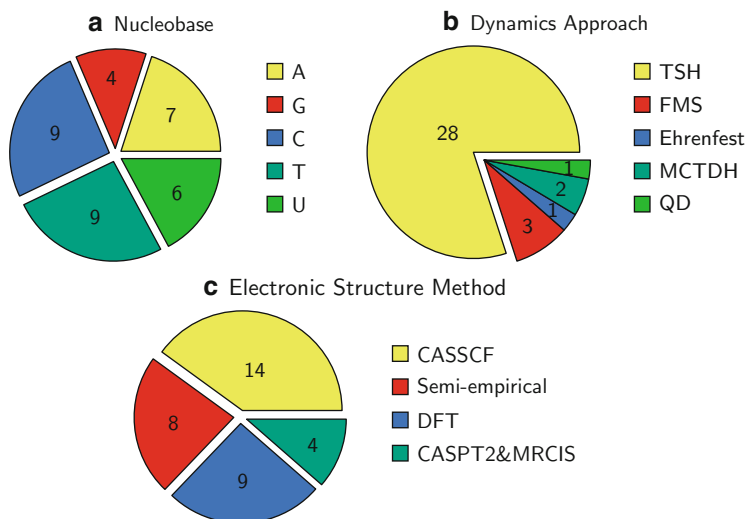 a Nucleobase
4
7
9
9
6
A
G
C
T
U
b Dynamics Approach
28
1
2
1
3
TSH
FMS
Ehrenfest
MCTDH
QD
c Electronic Structure Method
14
8
4
9
CASSCF
Semi-empirical
DFT
CASPT2&MRCIS